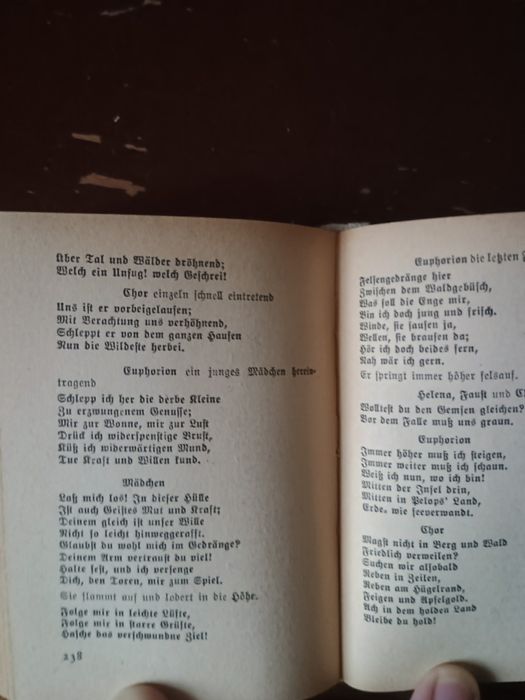 Über Tal und Wälder dröhnend;
Welch ein Unfug! welch Geschrei!
Chor einzeln schnell eintretend
Uns ist er vorbeigelaufen;
Mit Verachtung uns verhöhnend,
Schleppt er von dem ganzen Haufen
Nun die Wildeste herbei.
Euphorion ein junges Mädchen herein-
tragend
Schlepp ich her die derbe Kleine
Zu erzwungenem Genusse;
Mir zur Wonne, mir zur Lust
Drück ich widerspenstige Brust,
Küß ich widerwärtigen Mund,
Tue Kraft und Willen kund.
Mädchen
Laß mich los! In dieser Hülle
Ist auch Geistes Mut und Kraft;
Deinem gleich ist unser Wille
Nicht so leicht hinweggerafft.
Glaubst du wohl mich im Gedränge?
Deinem Arm vertraust du viel!
Halte fest, und ich versenge
Dich, den Toren, mir zum Spiel.
Sie flammt auf und lodert in die Höhe.
Folge mir in leichte Lüfte,
Folge mir in starre Grüfte,
Hasche das verschwundne Ziel!
238
Euphorion die letzten
Felsengedränge hier
Zwischen dem Waldgebüsch,
Was soll die Enge mir,
Bin ich doch jung und frisch.
Winde, sie sausen ja,
Wellen, sie brausen da;
Hör ich doch beides fern,
Nah wär ich gern.
Er springt immer höher felsauf.
Helena, Faust und
Wolltest du den Gemsen gleichen?
Vor dem Falle muß uns graun.
Euphorion
Immer höher muß ich steigen,
Immer weiter muß ich schaun.
Weiß ich nun, wo ich bin!
Mitten der Insel drin,
Mitten in Pelops' Land,
Erde- wie seeverwandt.
Chor
Magst nicht in Berg und Wald
Friedlich verweilen?
Suchen wir alsobald
Reben in Zeilen,
Reben am Hügelrand,
Feigen und Apfelgold.
Ach in dem holden Land
Bleibe du hold!